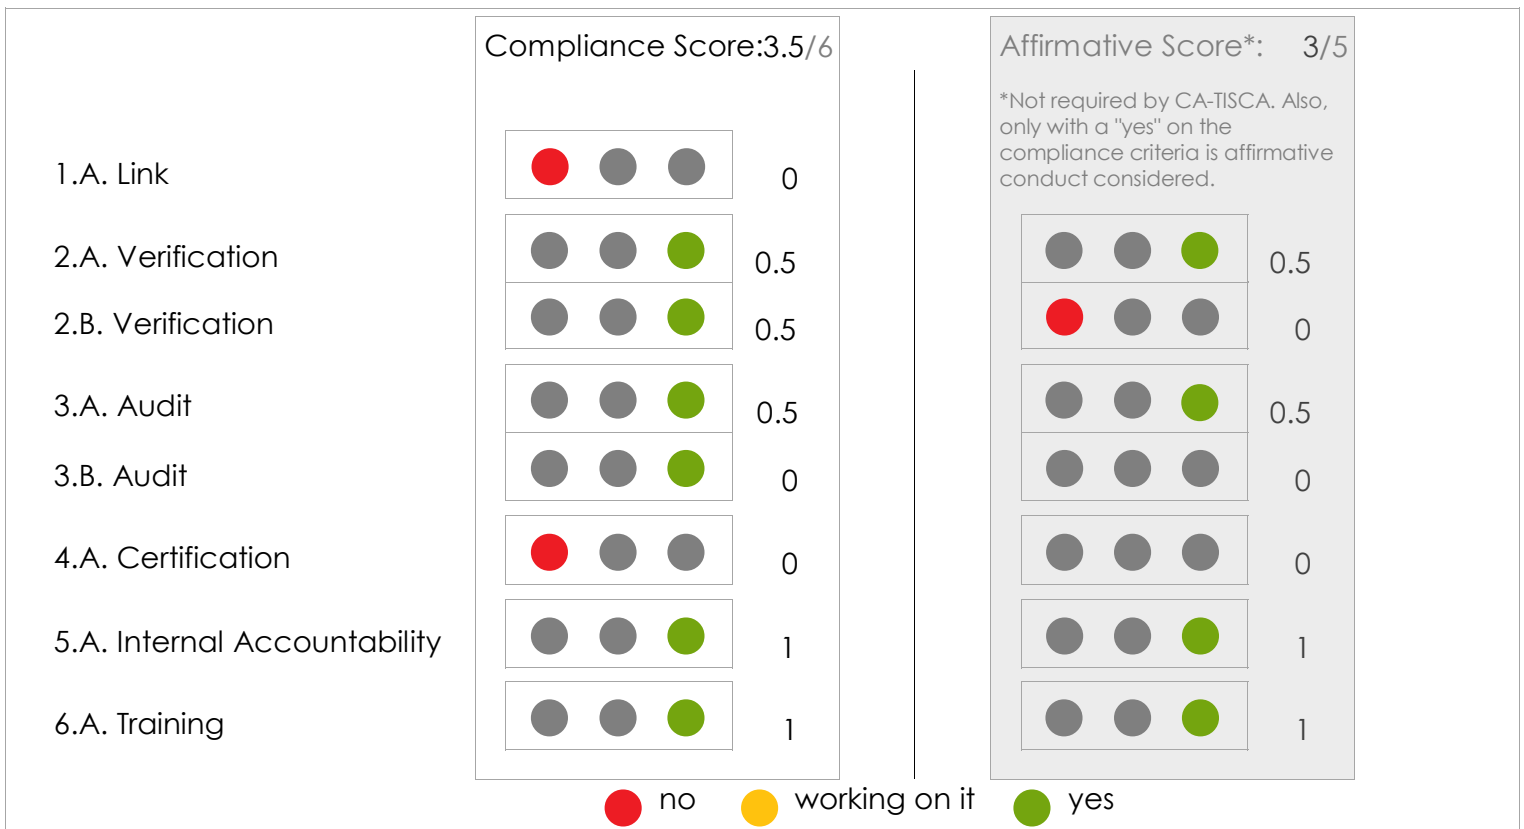 Compliance Score:3.5/6
Affirmative Score*: 3/5
*Not required by CA-TISCA. Also,
only with a "yes" on the
compliance criteria is affirmative
conduct considered.
1.A. Link 0
2.A. Verification 0.5 0.5
2.B. Verification 0.5 0
3.A. Audit 0.5 0.5
3.B. Audit 0 0
4.A. Certification 0 0
5.A. Internal Accountability 1 1
6.A. Training 1 1
no working on it yes